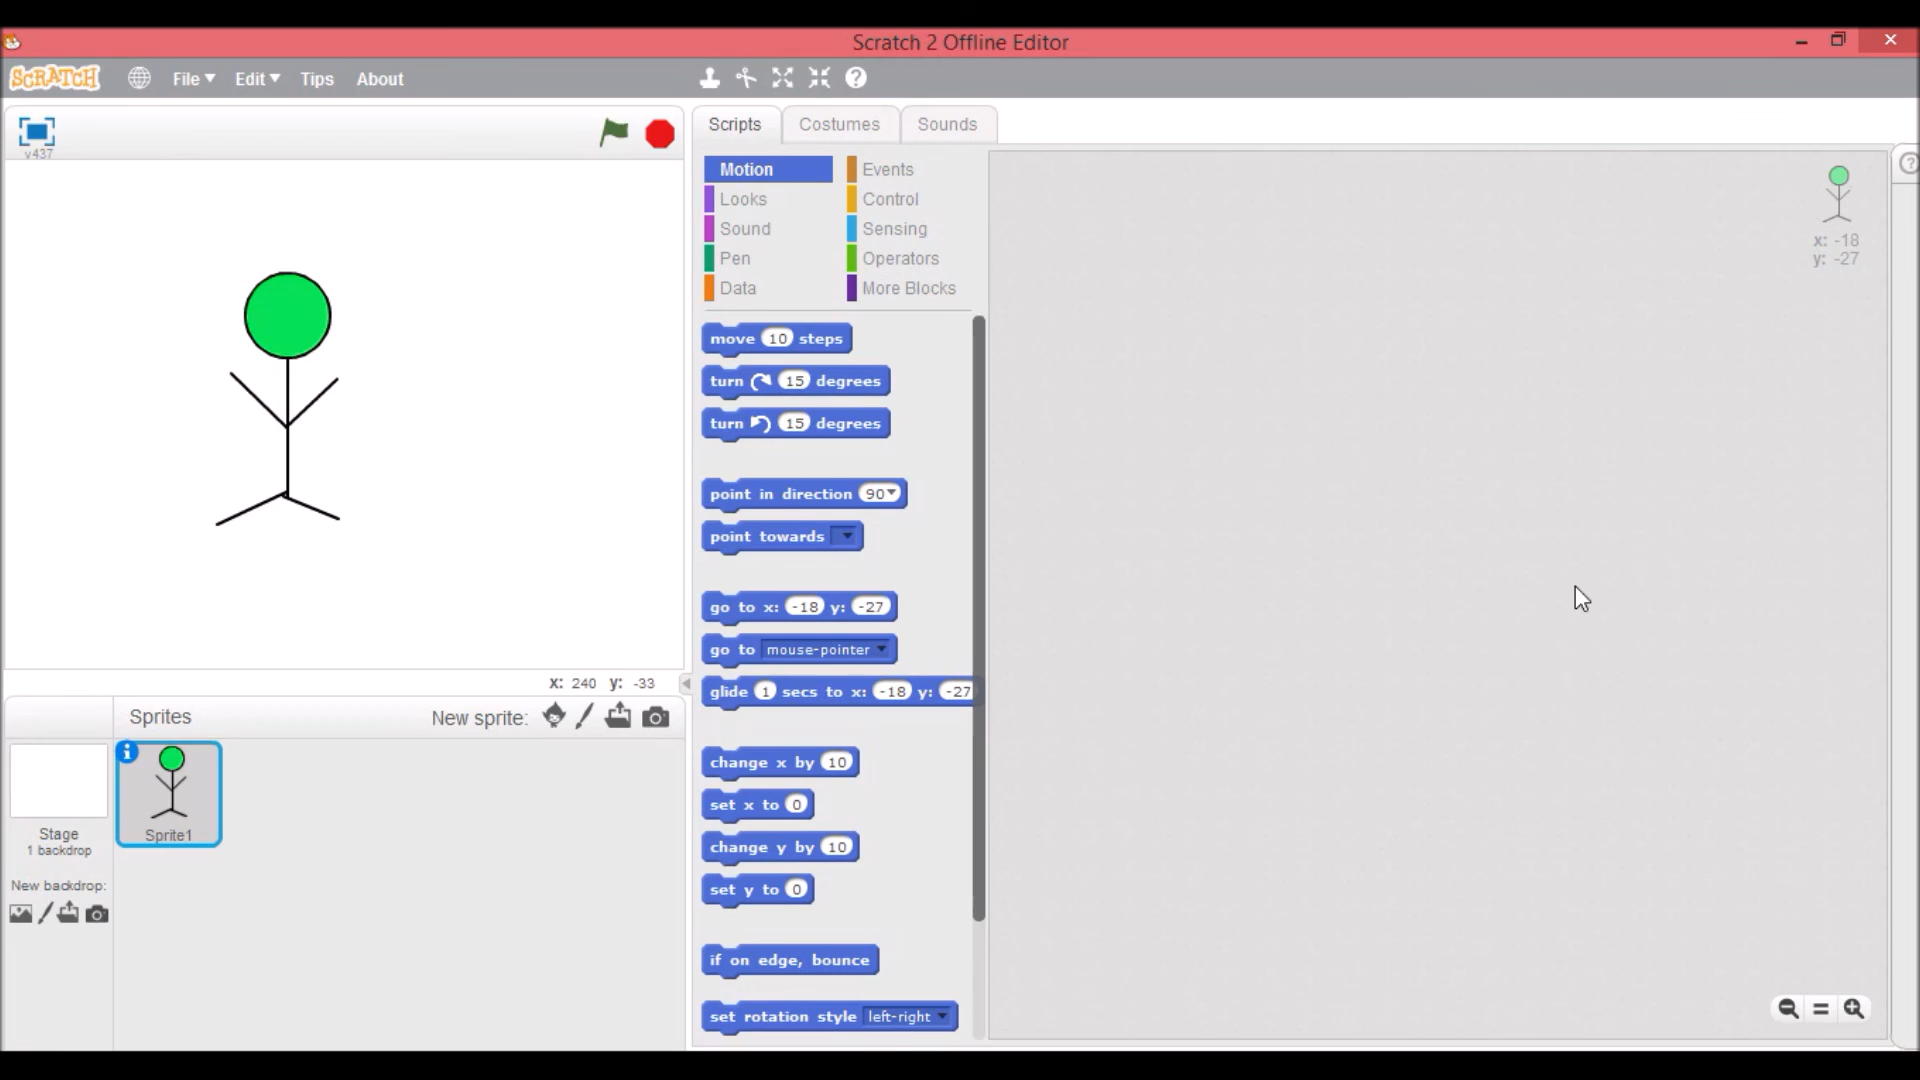 Scratch 2 Offline Editor
SCRATCH File Edit Tips About
v437
Scripts Costumes Sounds
Motion Events
Looks Control
Sound Sensing
Pen Operators
Data More Blocks
x: -18
y: -27
move 10 steps
turn 15 degrees
turn 15 degrees
point in direction 90
point towards
go to x: -18 y: -27
go to mouse-pointer
glide 1 secs to x: -18 y: -27
change x by 10
set x to 0
change y by 10
set y to 0
if on edge, bounce
set rotation style left-right
x: 240 y: -33
Sprites New sprite:
Sprite1
Stage
1 backdrop
New backdrop: